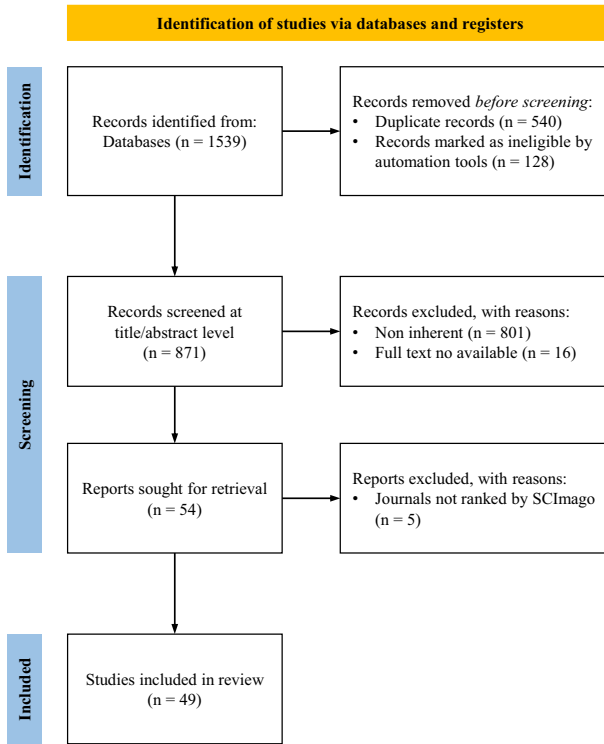 Identification of studies via databases and registers
Identification
Records identified from:
Databases (n = 1539)
Records removed before screening:
• Duplicate records (n = 540)
• Records marked as ineligible by
automation tools (n = 128)
Screening
Records screened at
title/abstract level
(n = 871)
Records excluded, with reasons:
• Non inherent (n = 801)
• Full text no available (n = 16)
Reports sought for retrieval
(n = 54)
Reports excluded, with reasons:
• Journals not ranked by SCImago
(n = 5)
Included
Studies included in review
(n = 49)